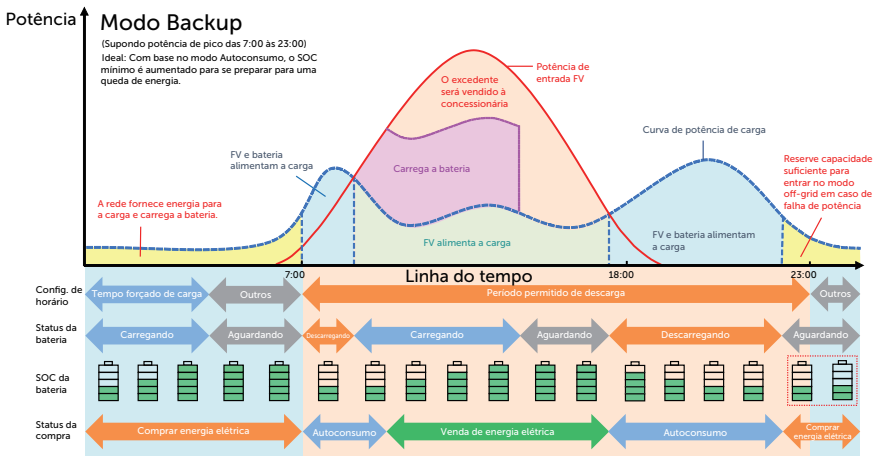 Potência
Modo Backup
(Supondo potência de pico das 7:00 às 23:00)
Ideal: Com base no modo Autoconsumo, o SOC
mínimo é aumentado para se preparar para uma
queda de energia.
Potência de
entrada FV
O excedente
será vendido à
concessionária
Curva de potência de carga
FV e bateria
alimentam a carga
Carrega a bateria
Reserve capacidade
suficiente para
entrar no modo
off-grid em caso de
falha de potência
A rede fornece energia para
a carga e carrega a bateria.
FV alimenta a carga
FV e bateria alimentam
a carga
7:00
Linha do tempo
18:00
23:00
Config. de
horário
Tempo forçado de carga
Outros
Período permitido de descarga
Outros
Status da
bateria
Carregando
Aguardando
Descarregando
Carregando
Aguardando
Descarregando
Aguardando
SOC da
bateria
Status da
compra
Comprar energia elétrica
Autoconsumo
Venda de energia elétrica
Autoconsumo
Comprar
energia elétrica